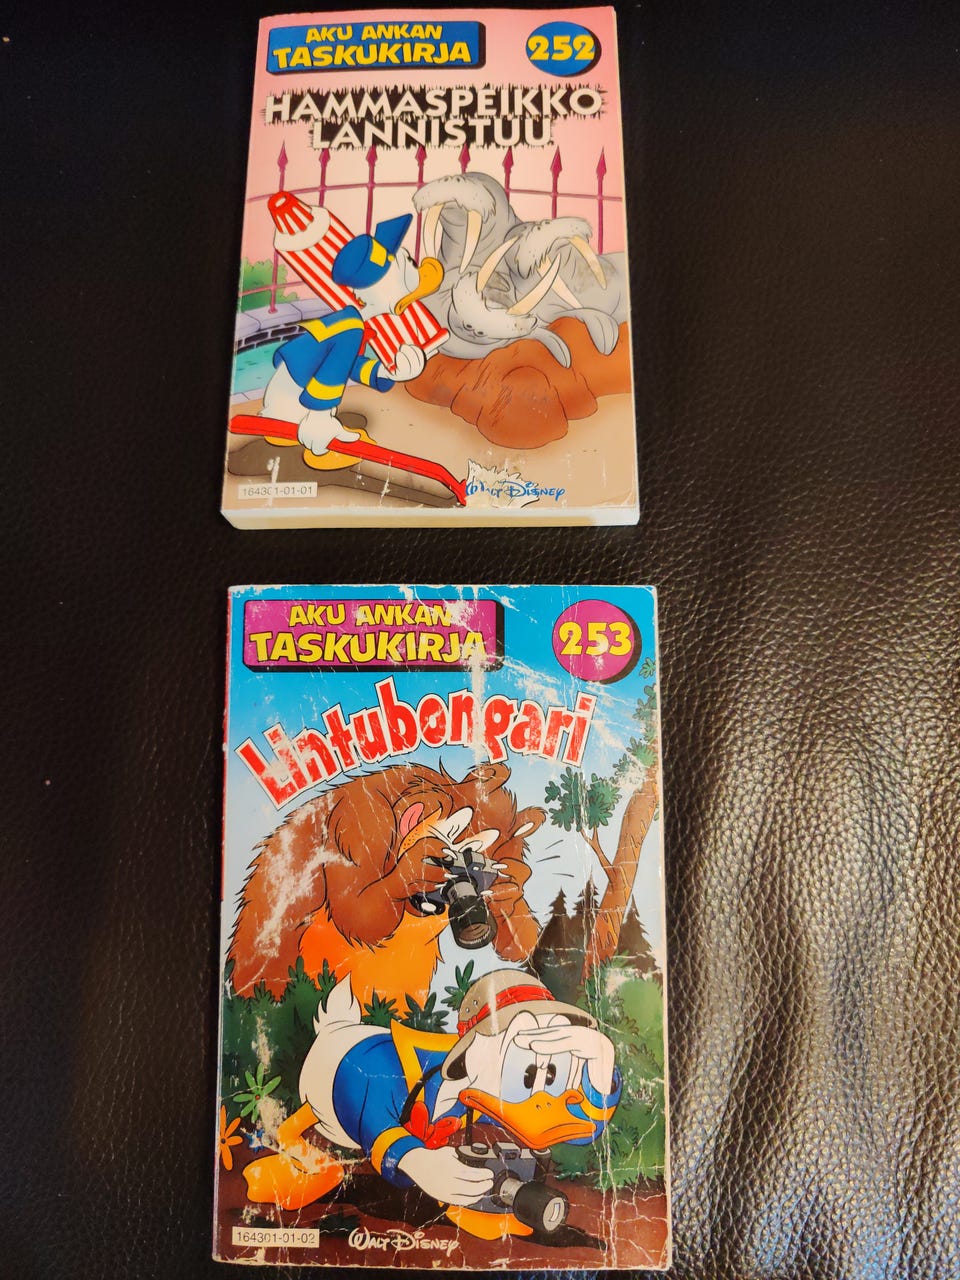 AKU ANKAN
TASKUKIRJA
252
HAMMASPEIKKO
LANNISTUU
164301-01-01
WALT DISNEY
AKU ANKAN
TASKUKIRJA
253
Lintubongari
164301-01-02
WALT DISNEY